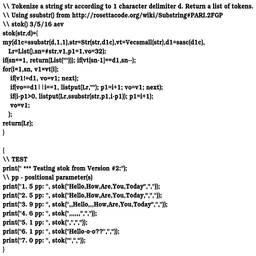 \\ Tokenize a string str according to 1 character delimiter d. Return a list of tokens.
\\ Using ssubstr() from http://rosettacode.org/wiki/Substring#PARI.2FGP
\\ tokstr() 3/5/16 aev
stok(str,d)={
my(d1c=ssubstr(d,1,1),str=Str(str,d1c),vt=Vecsmall(str),d1=sasc(d1c),
Lr=List(),sn=#str,v1,p1=1,vo=32);
if(sn==1, return(List(""))); if(vt[sn-1]==d1,sn--);
for(i=1,sn, v1=vt[i];
if(v1!=d1, vo=v1; next);
if(vo==d1||i==1, listput(Lr,""); p1=i+1; vo=v1; next);
if(i-p1>0, listput(Lr,ssubstr(str,p1,i-p1)); p1=i+1);
vo=v1;
);
return(Lr);
}
{
\\ TEST
print(" *** Testing stok from Version #2:");
\\ pp - positional parameter(s)
print("1. 5 pp: ", stok("Hello,How,Are,You,Today",","));
print("2. 5 pp: ", stok("Hello,How,Are,You,Today,",","));
print("3. 9 pp: ", stok(",,Hello,,,How,Are,You,Today",","));
print("4. 6 pp: ", stok(",,,,,,",","));
print("5. 1 pp: ", stok(",",","));
print("6. 1 pp: ", stok("Hello-o-o??",","));
print("7. 0 pp: ", stok("",","));
}